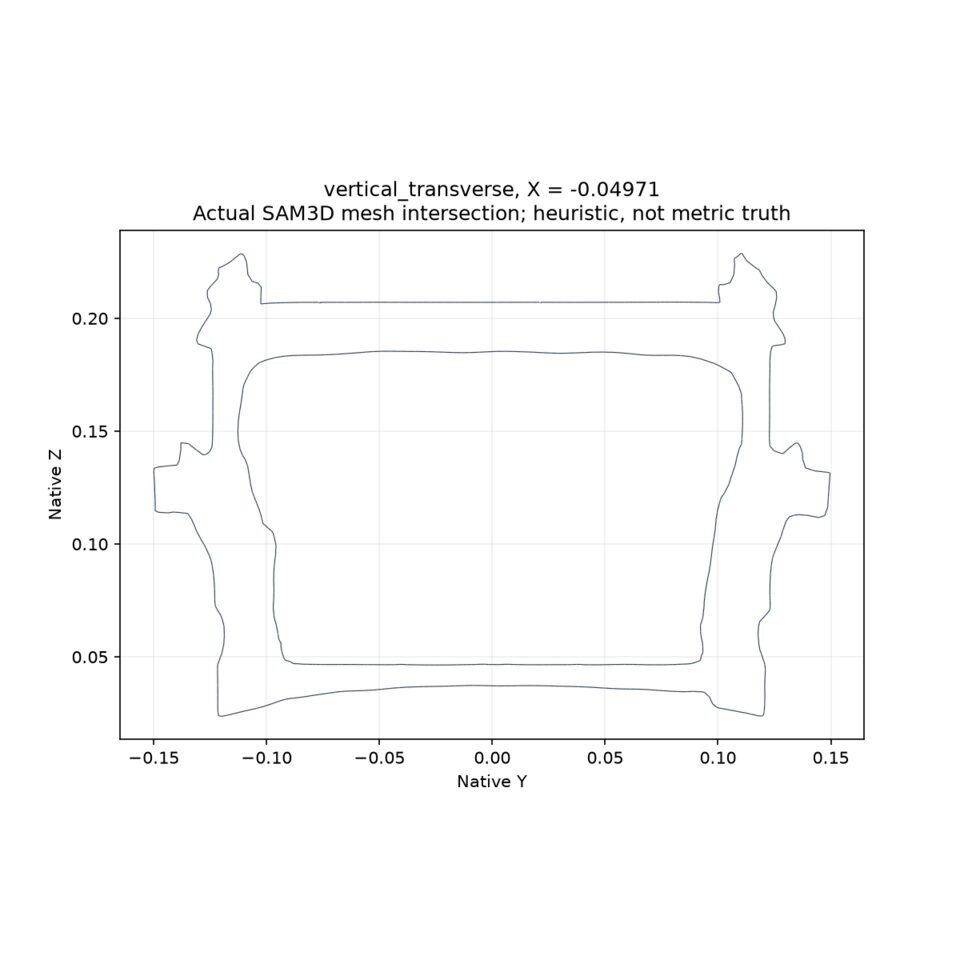 vertical_transverse, X = -0.04971
Actual SAM3D mesh intersection; heuristic, not metric truth
0.20
0.15
0.10
0.05
Native Z
−0.15 −0.10 −0.05 0.00 0.05 0.10 0.15
Native Y